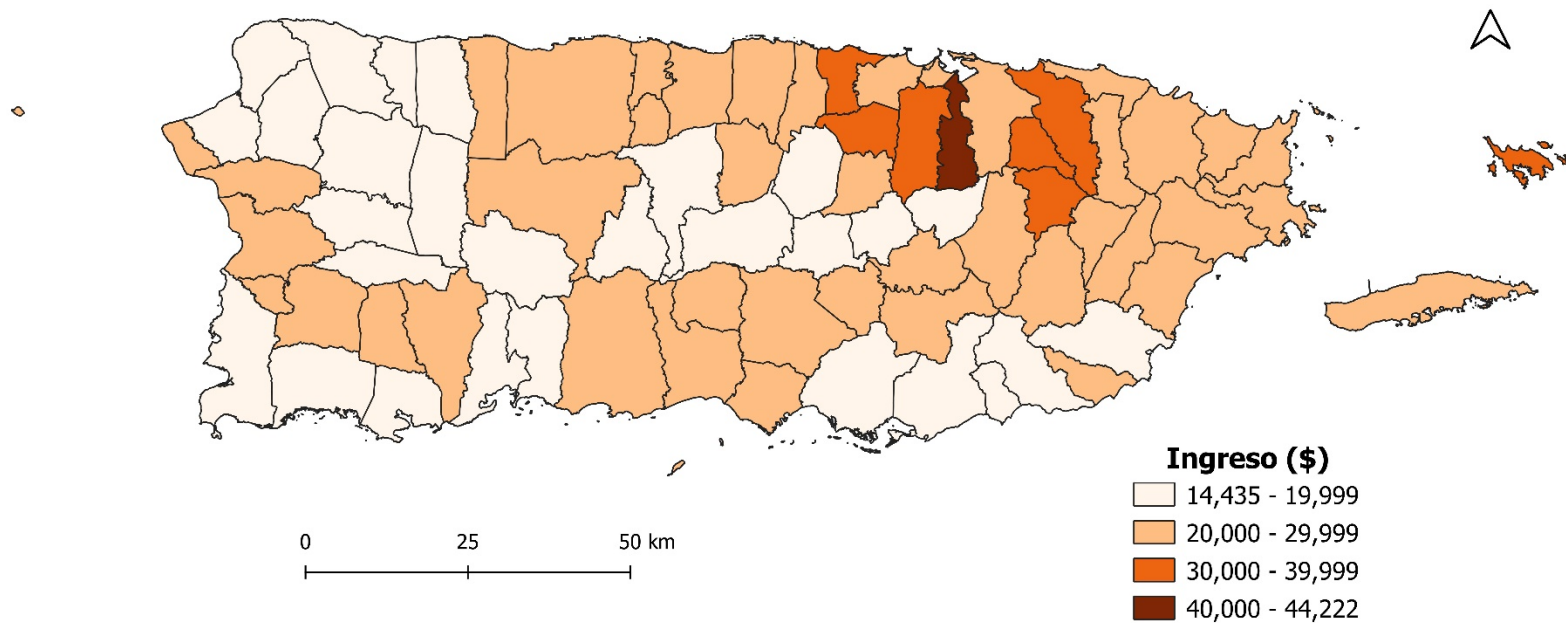 0 25 50 km
Ingreso ($)
14,435 - 19,999
20,000 - 29,999
30,000 - 39,999
40,000 - 44,222